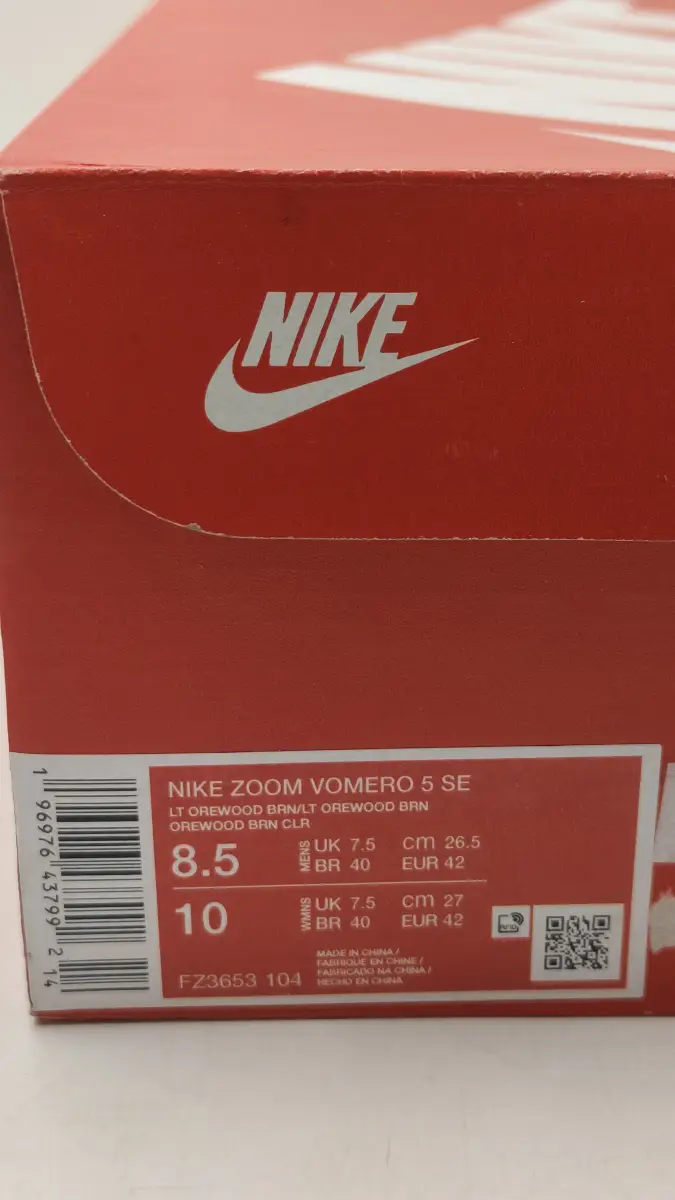 NIKE
NIKE ZOOM VOMERO 5 SE
LT OREWOOD BRN/LT OREWOOD BRN
OREWOOD BRN CLR
8.5 MENS UK 7.5 cm 26.5
BR 40 EUR 42
10 WMNS UK 7.5 cm 27
BR 40 EUR 42
RFID
FZ3653 104
MADE IN CHINA /
FABRIQUE EN CHINE /
FABRICADO NA CHINA /
HECHO EN CHINA
1 96976 43799 2 14